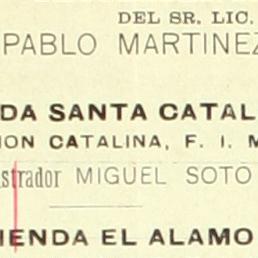 DEL SR. LIC.
PABLO MARTINEZ
DA SANTA CATAL
ION CATALINA, F. I. M
strador MIGUEL SOTO
IENDA EL ALAMO